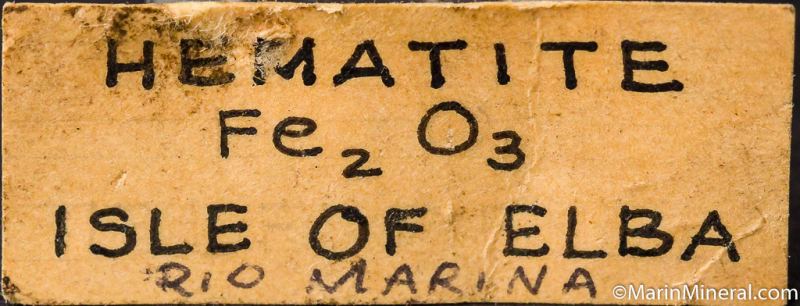 HEMATITE
Fe₂O₃
ISLE OF ELBA
RIO MARINA
©MarinMineral.com